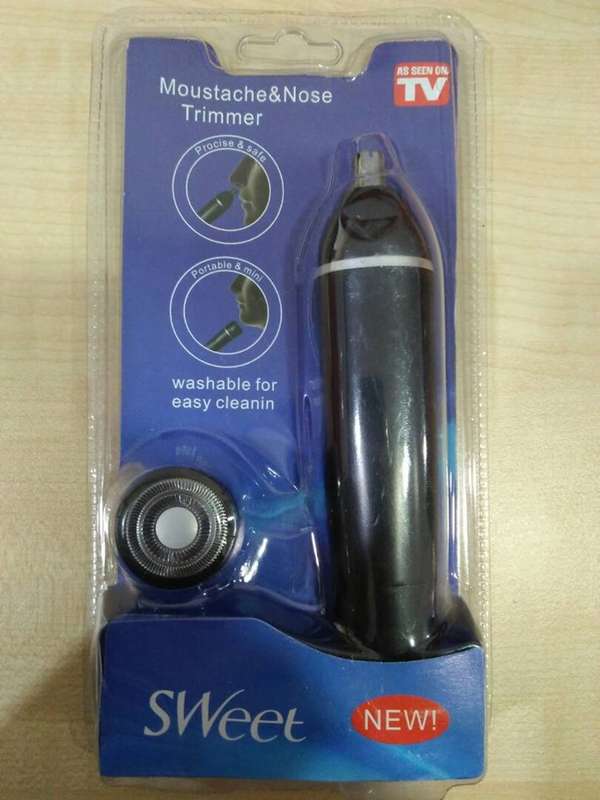 AS SEEN ON
TV
Moustache&Nose
Trimmer
Procise & safe
Portable & mini
washable for
easy cleanin
SWeet
NEW!